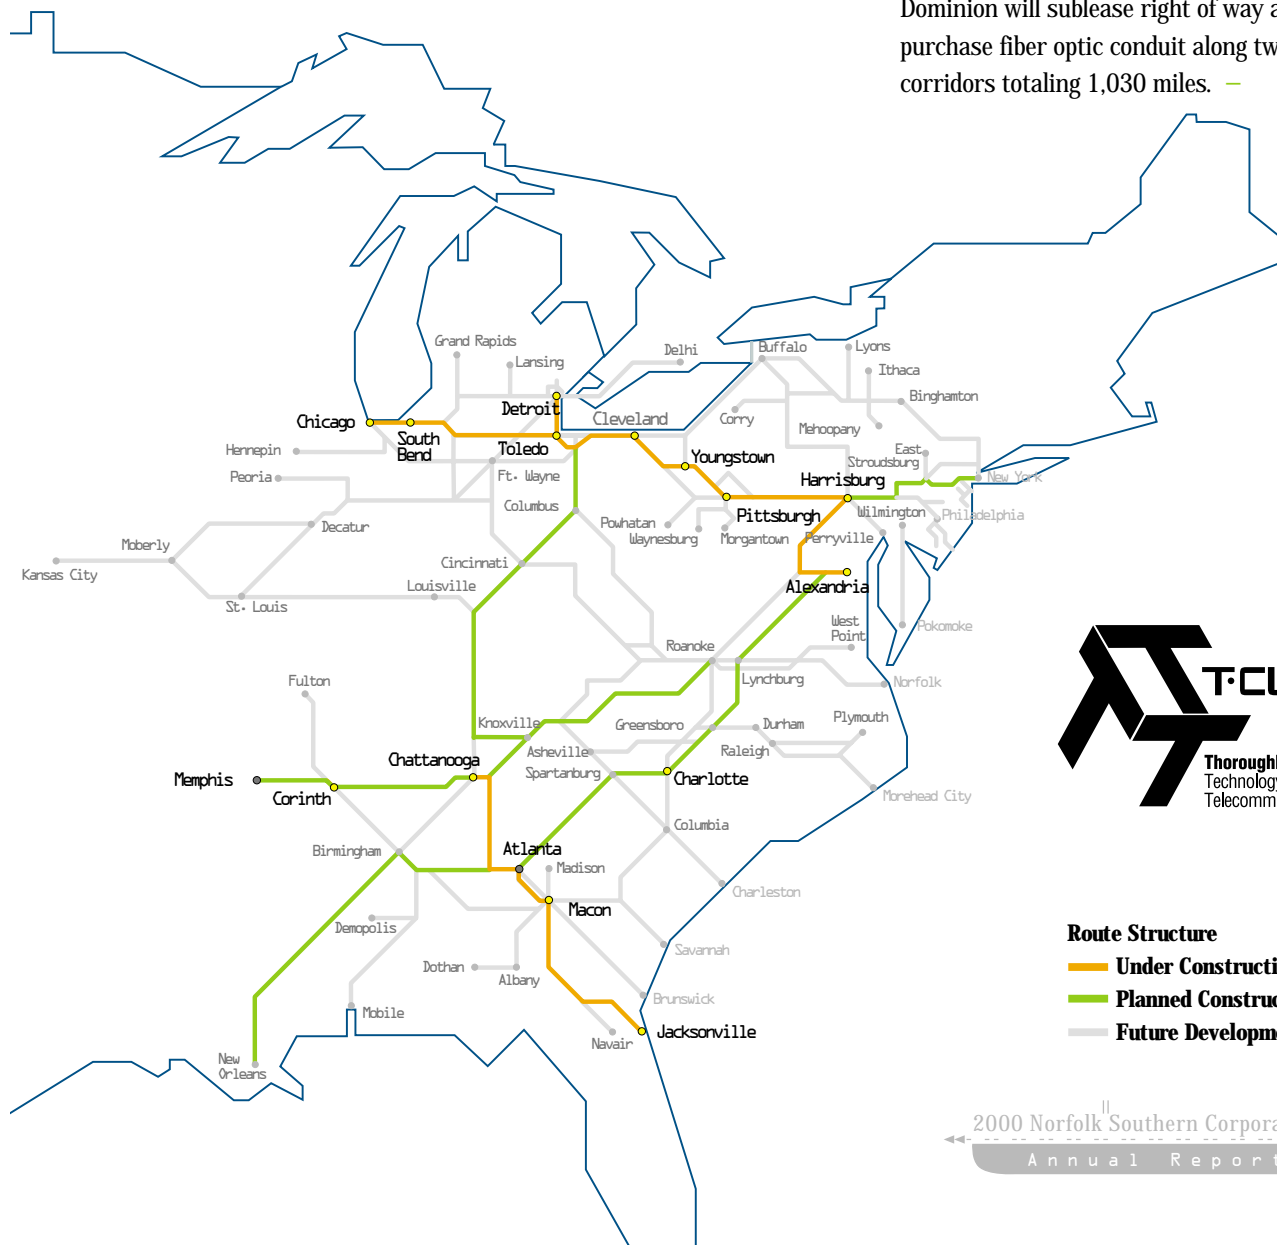 Dominion will sublease right of way a
purchase fiber optic conduit along tw
corridors totaling 1,030 miles. –
Grand Rapids
Lansing
Delhi
Buffalo
Lyons
Ithaca
Binghamton
Detroit
Cleveland
Corry
Mehoopany
Chicago
South
Bend
Toledo
Youngstown
East
Stroudsburg
Hennepin
Peoria
Ft. Wayne
Harrisburg
New York
Columbus
Pittsburgh
Wilmington
Philadelphia
Decatur
Powhatan
Waynesburg
Morgantown
Perryville
Moberly
Kansas City
Cincinnati
Louisville
Alexandria
St. Louis
West
Point
Pokomoke
Roanoke
Lynchburg
Norfolk
Fulton
Knoxville
Greensboro
Durham
Plymouth
Asheville
Raleigh
Chattanooga
Spartanburg
Charlotte
Memphis
Corinth
Morehead City
Columbia
Birmingham
Atlanta
Madison
Charleston
Macon
Demopolis
Savannah
Dothan
Albany
Brunswick
Mobile
Navair
Jacksonville
New
Orleans
T·CU
Thorough
Technology
Telecomm
Route Structure
Under Constructi
Planned Construc
Future Developm
2000 Norfolk Southern Corpora
Annual Report